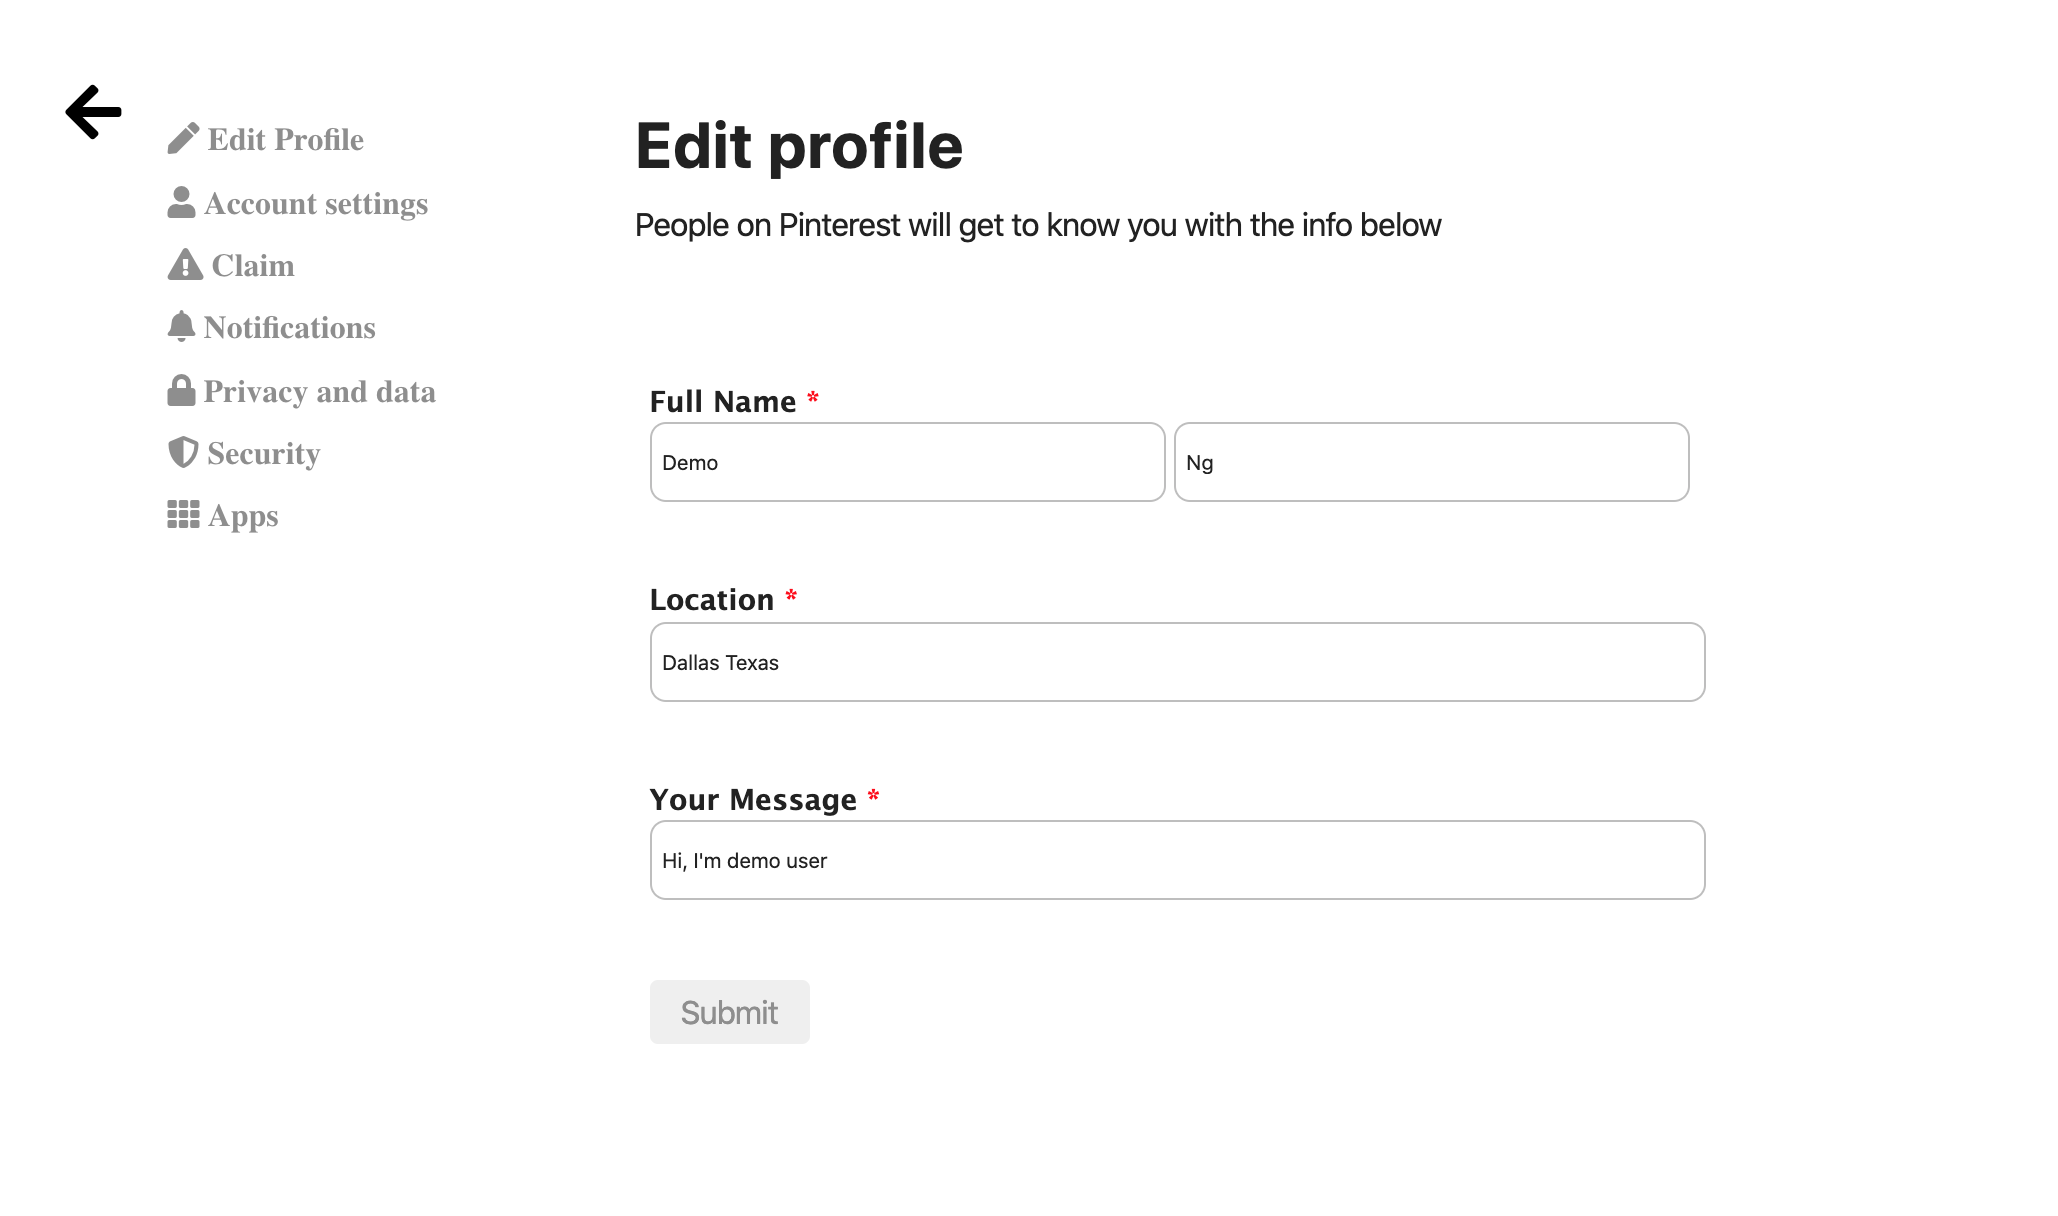 Edit Profile
Account settings
Claim
Notifications
Privacy and data
Security
Apps
Edit profile
People on Pinterest will get to know you with the info below
Full Name *
Demo
Ng
Location *
Dallas Texas
Your Message *
Hi, I'm demo user
Submit